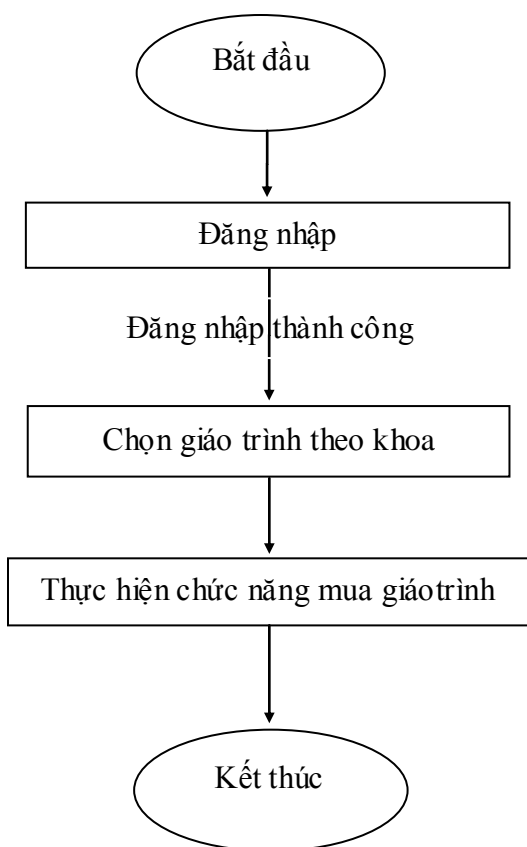 Bắt đầu
Đăng nhập
Đăng nhập thành công
Chọn giáo trình theo khoa
Thực hiện chức năng mua giáotrình
Kết thúc